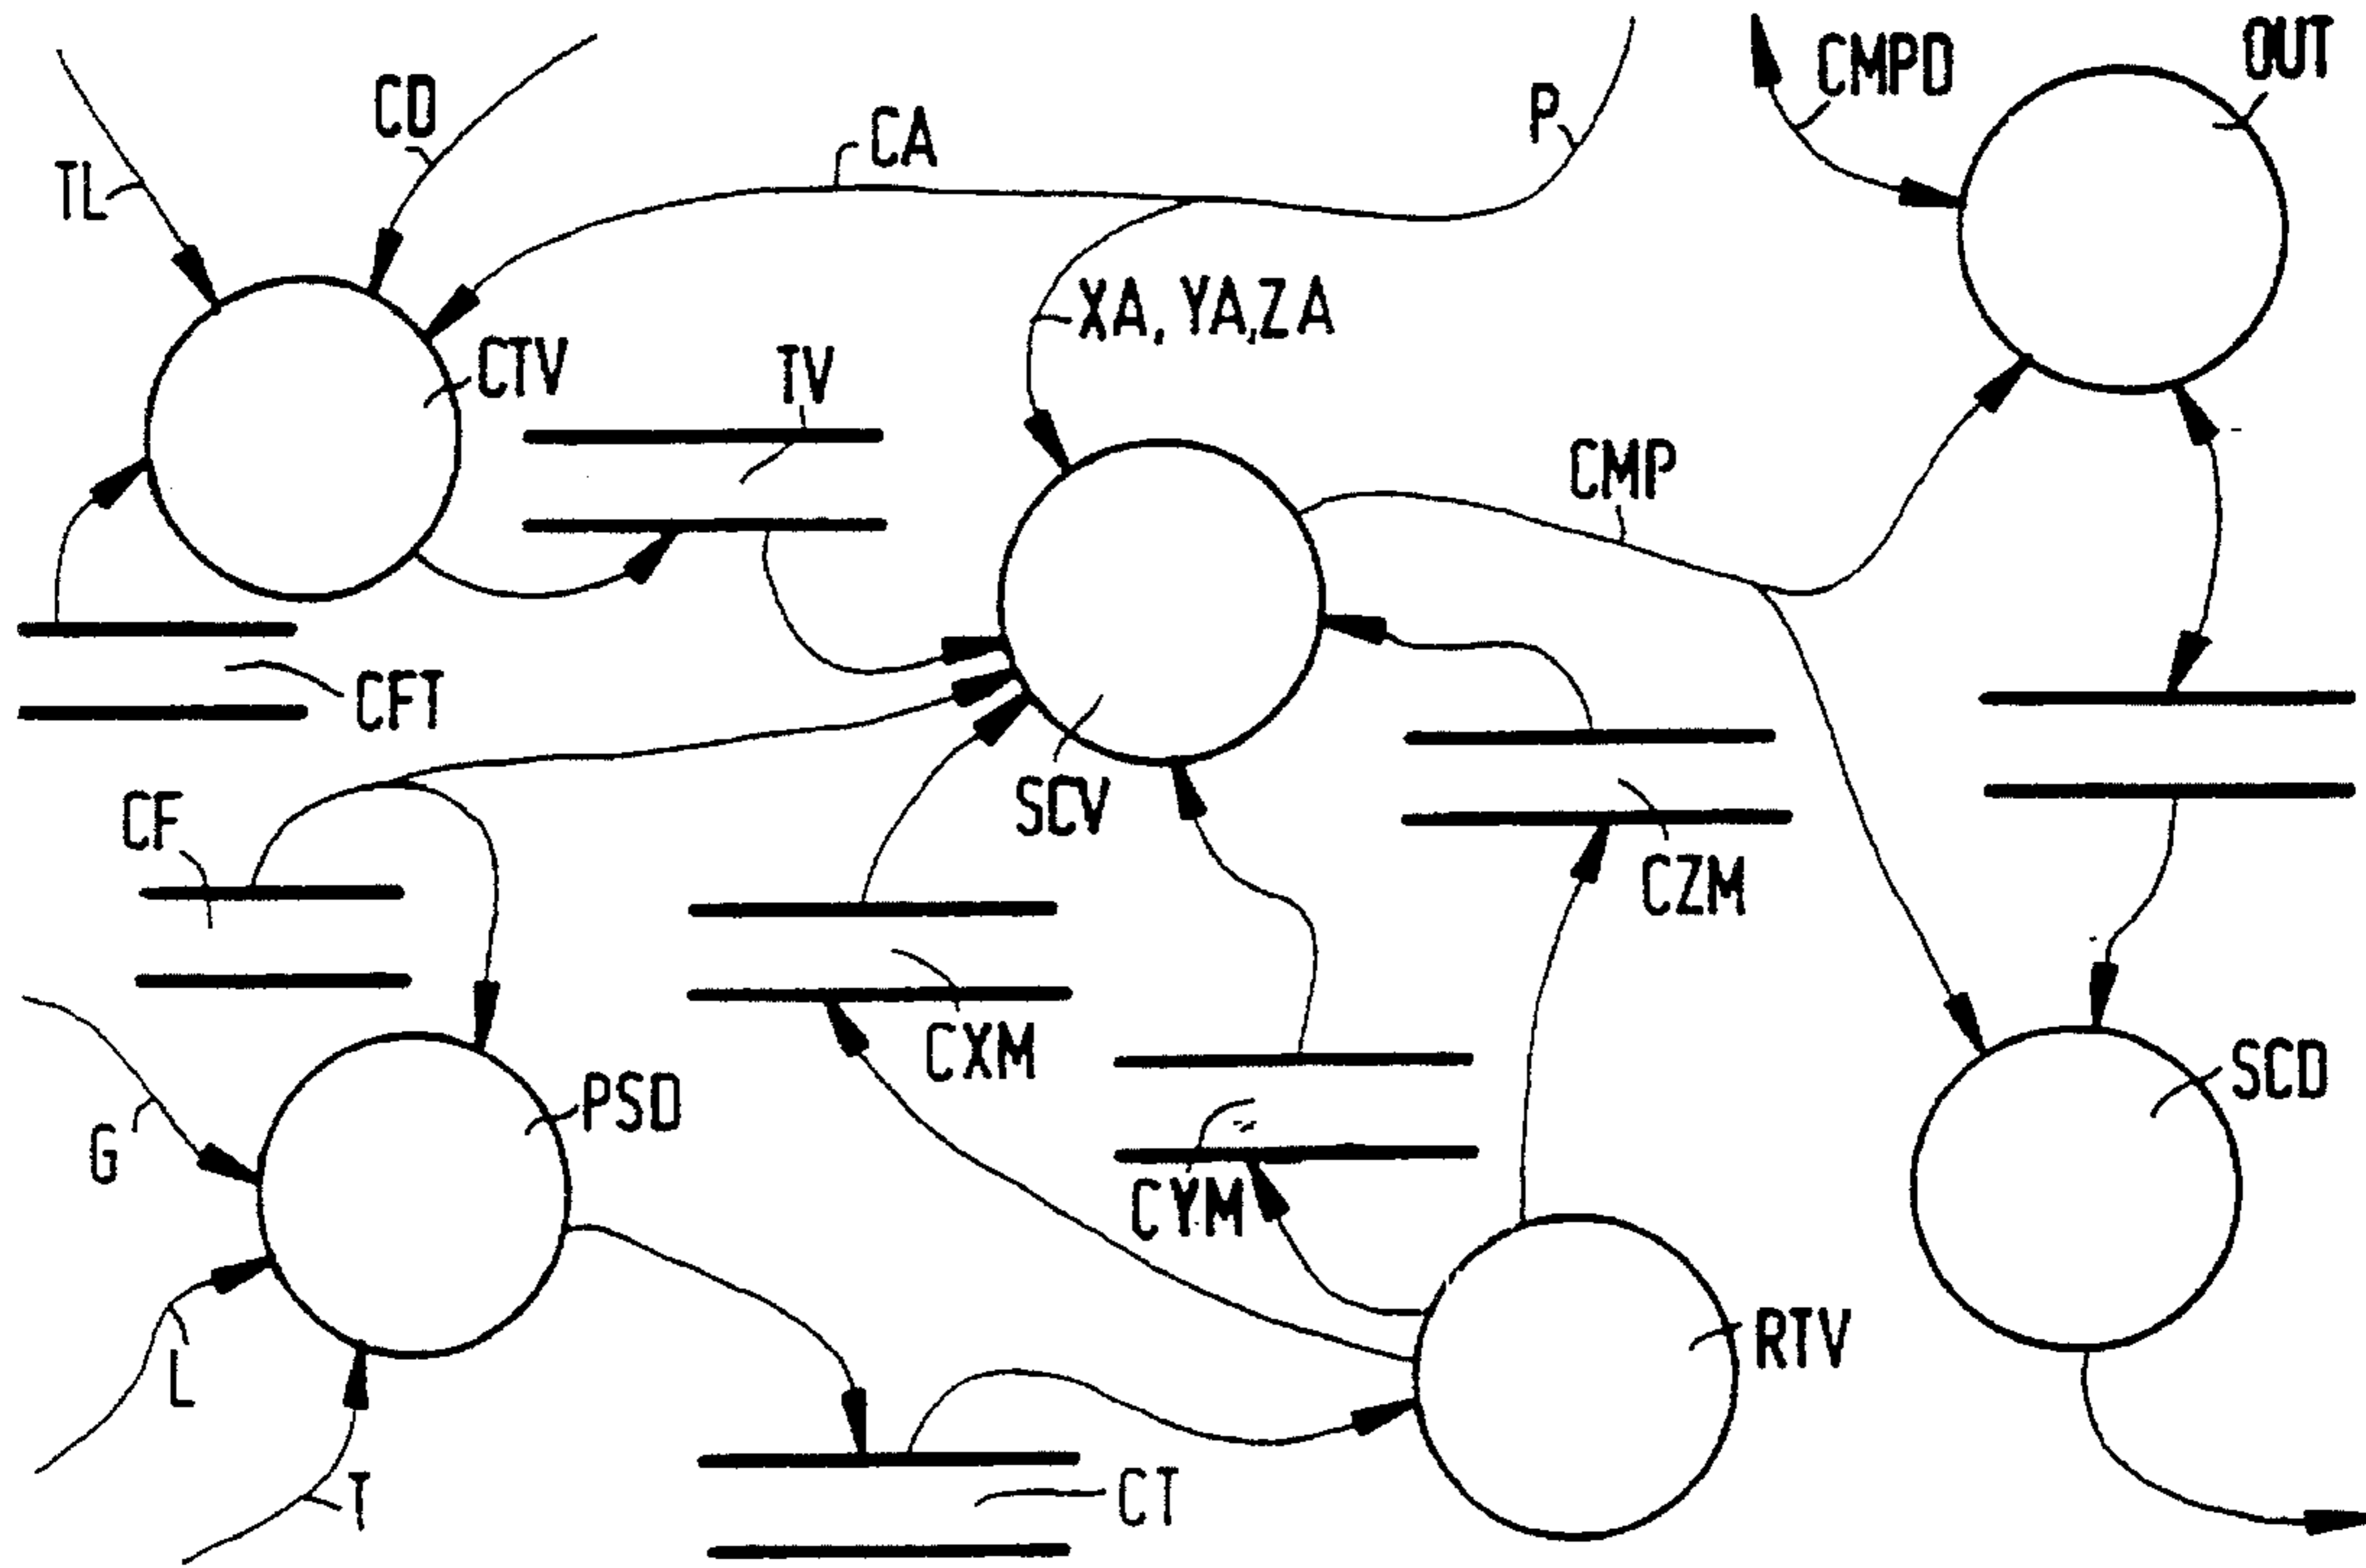 OUT
CMPD
CD
P
CA
TL
XA, YA, ZA
CTV
TV
CMP
CFT
SCV
CF
CZM
CXM
SCD
PSD
G
CYM
RTV
L
T
CT